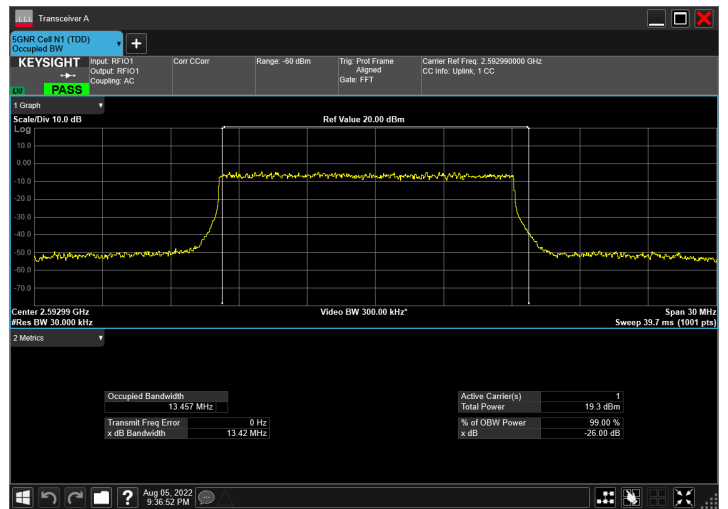 Transceiver A
5GNR Cell N1 (TDD)
Occupied BW
+
KEYSIGHT
LXI
PASS
Input: RFIO1
Output: RFIO1
Coupling: AC
Corr CCorr
Range: -60 dBm
Trig: Prot Frame
Aligned
Gate: FFT
Carrier Ref Freq: 2.592990000 GHz
CC Info: Uplink, 1 CC
1 Graph
Scale/Div 10.0 dB
Ref Value 20.00 dBm
Log
10.0
0.00
-10.0
-20.0
-30.0
-40.0
-50.0
-60.0
-70.0
Center 2.59299 GHz
#Res BW 30.000 kHz
Video BW 300.00 kHz*
Span 30 MHz
Sweep 39.7 ms (1001 pts)
2 Metrics
Occupied Bandwidth
13.457 MHz
Transmit Freq Error 0 Hz
x dB Bandwidth 13.42 MHz
Active Carrier(s) 1
Total Power 19.3 dBm
% of OBW Power 99.00 %
x dB -26.00 dB
?
Aug 05, 2022
9:36:52 PM